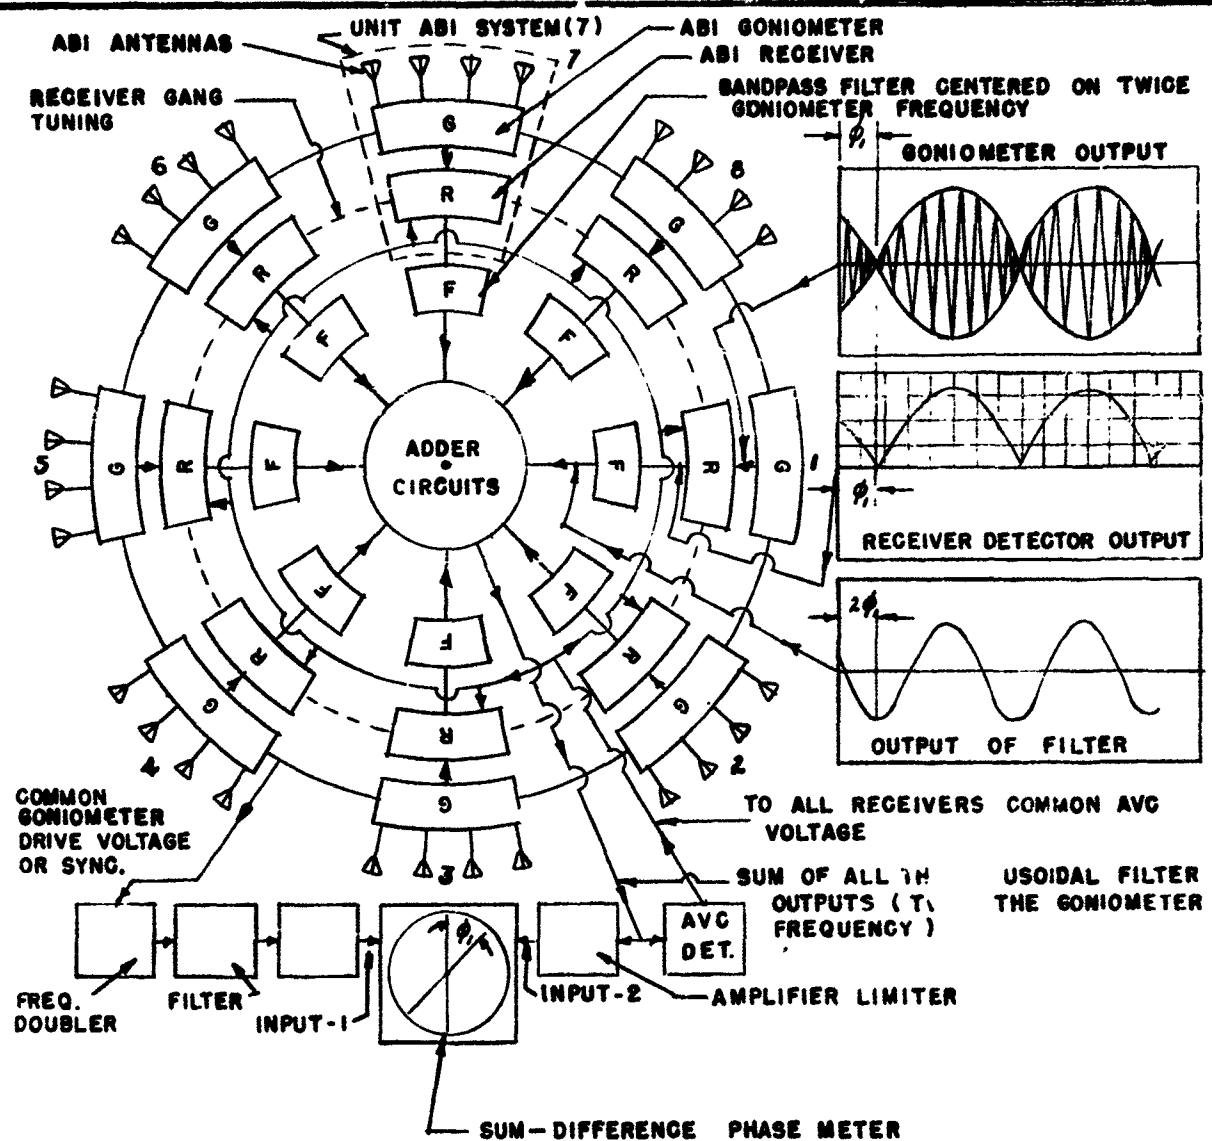 UNIT ABI SYSTEM(7)
ABI ANTENNAS
ABI GONIOMETER
ABI RECEIVER
BANDPASS FILTER CENTERED ON TWICE
GONIOMETER FREQUENCY
RECEIVER GANG
TUNING
7
6
8
5
1
4
2
3
G
R
F
G
R
F
G
R
F
G
R
F
G
R
F
G
R
F
G
R
F
G
R
F
ADDER
CIRCUITS
ϕ₁
GONIOMETER OUTPUT
ϕ₁
RECEIVER DETECTOR OUTPUT
2ϕ₁
OUTPUT OF FILTER
COMMON
GONIOMETER
DRIVE VOLTAGE
OR SYNC.
TO ALL RECEIVERS COMMON AVC
VOLTAGE
SUM OF ALL USOIDAL FILTER
OUTPUTS ( THE GONIOMETER
FREQUENCY )
AVC
DET.
ϕ₁
FREQ.
DOUBLER
FILTER
INPUT-1
INPUT-2
AMPLIFIER LIMITER
SUM-DIFFERENCE PHASE METER